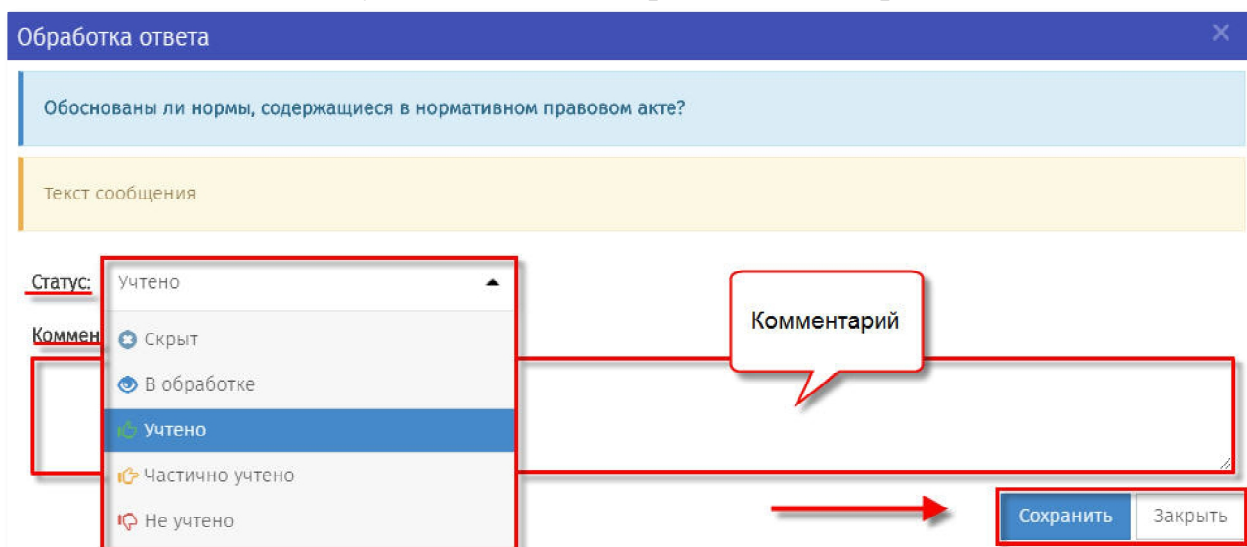 Обработка ответа
Обоснованы ли нормы, содержащиеся в нормативном правовом акте?
Текст сообщения
Статус: Учтено
Комментарий
Коммен
Скрыт
В обработке
Учтено
Частично учтено
Не учтено
Сохранить Закрыть